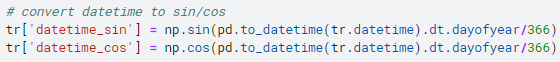 # convert datetime to sin/cos
tr['datetime_sin'] = np.sin(pd.to_datetime(tr.datetime).dt.dayofyear/366)
tr['datetime_cos'] = np.cos(pd.to_datetime(tr.datetime).dt.dayofyear/366)